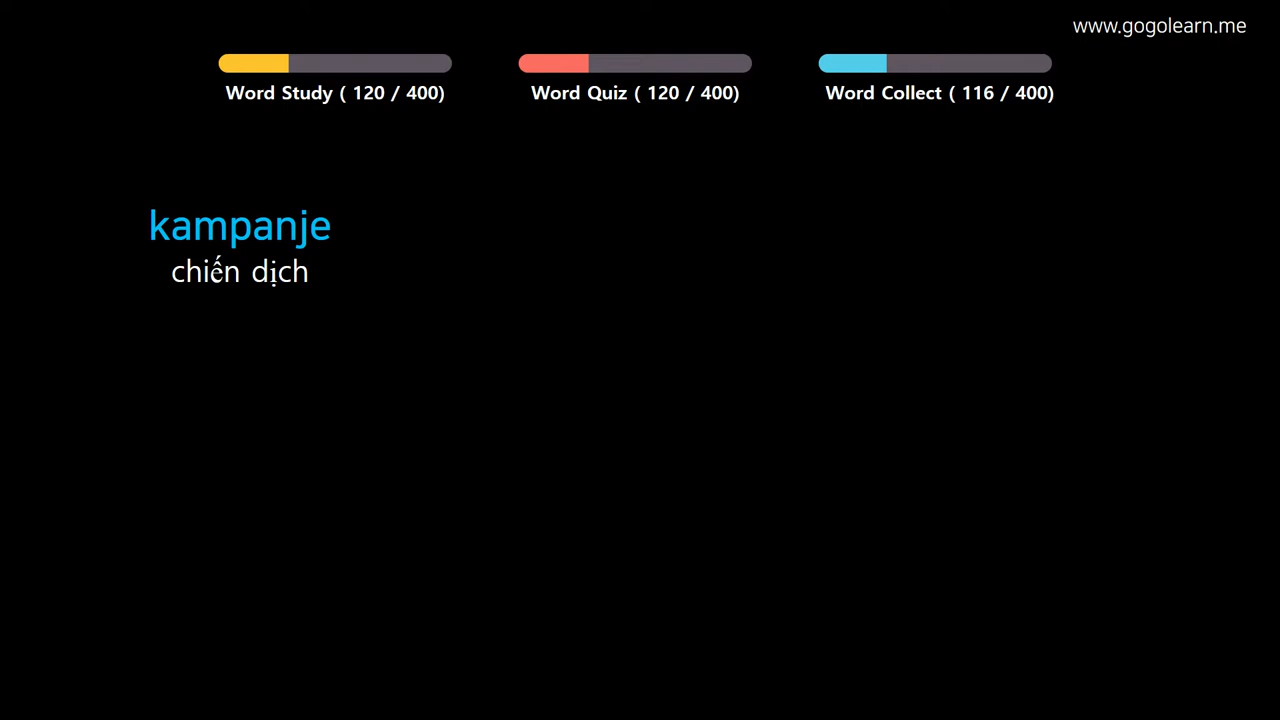 www.gogolearn.me
Word Study ( 120 / 400)
Word Quiz ( 120 / 400)
Word Collect ( 116 / 400)
kampanje
chiến dịch